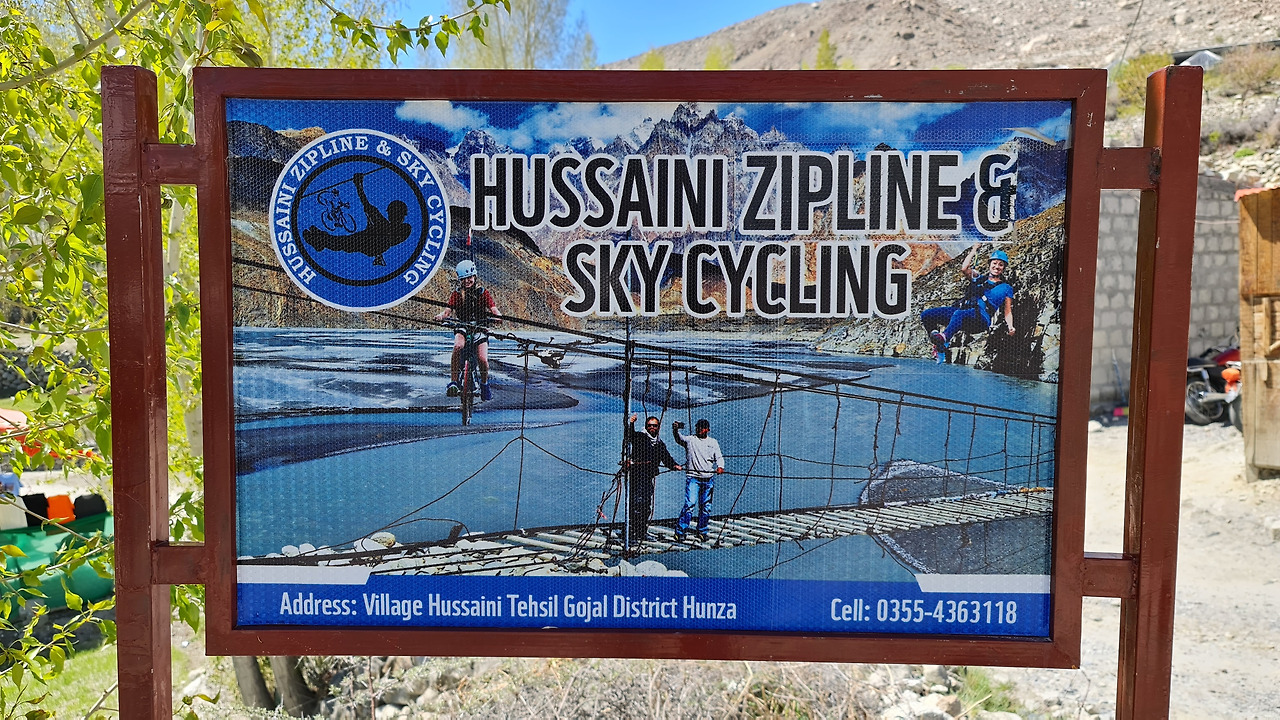 HUSSAINI ZIPLINE & SKY CYCLING
HUSSAINI ZIPLINE &
SKY CYCLING
Address: Village Hussaini Tehsil Gojal District Hunza
Cell: 0355-4363118